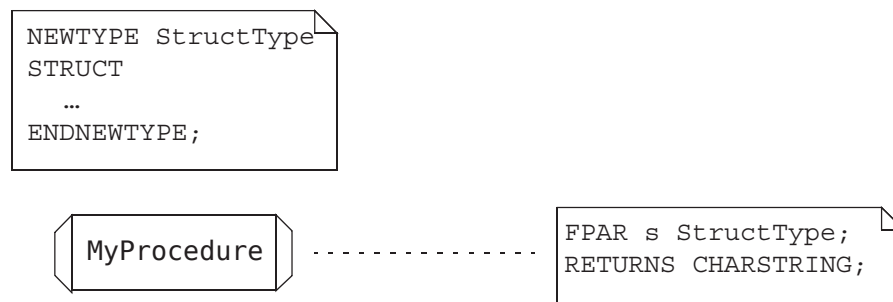 NEWTYPE StructType
STRUCT
…
ENDNEWTYPE;
MyProcedure
FPAR s StructType;
RETURNS CHARSTRING;